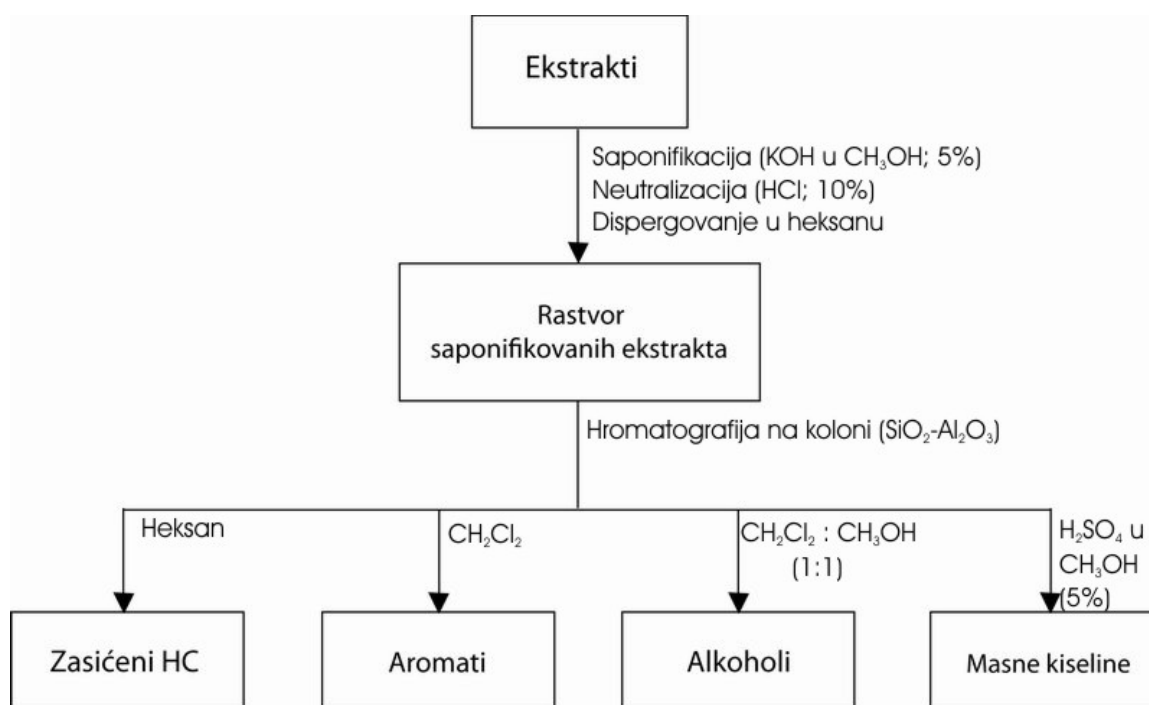 Ekstrakti
Saponifikacija (KOH u CH₃OH; 5%)
Neutralizacija (HCl; 10%)
Dispergovanje u heksanu
Rastvor
saponifikovanih ekstrakta
Hromatografija na koloni (SiO₂-Al₂O₃)
Heksan
CH₂Cl₂
CH₂Cl₂ : CH₃OH
(1:1)
H₂SO₄ u
CH₃OH
(5%)
Zasićeni HC
Aromati
Alkoholi
Masne kiseline